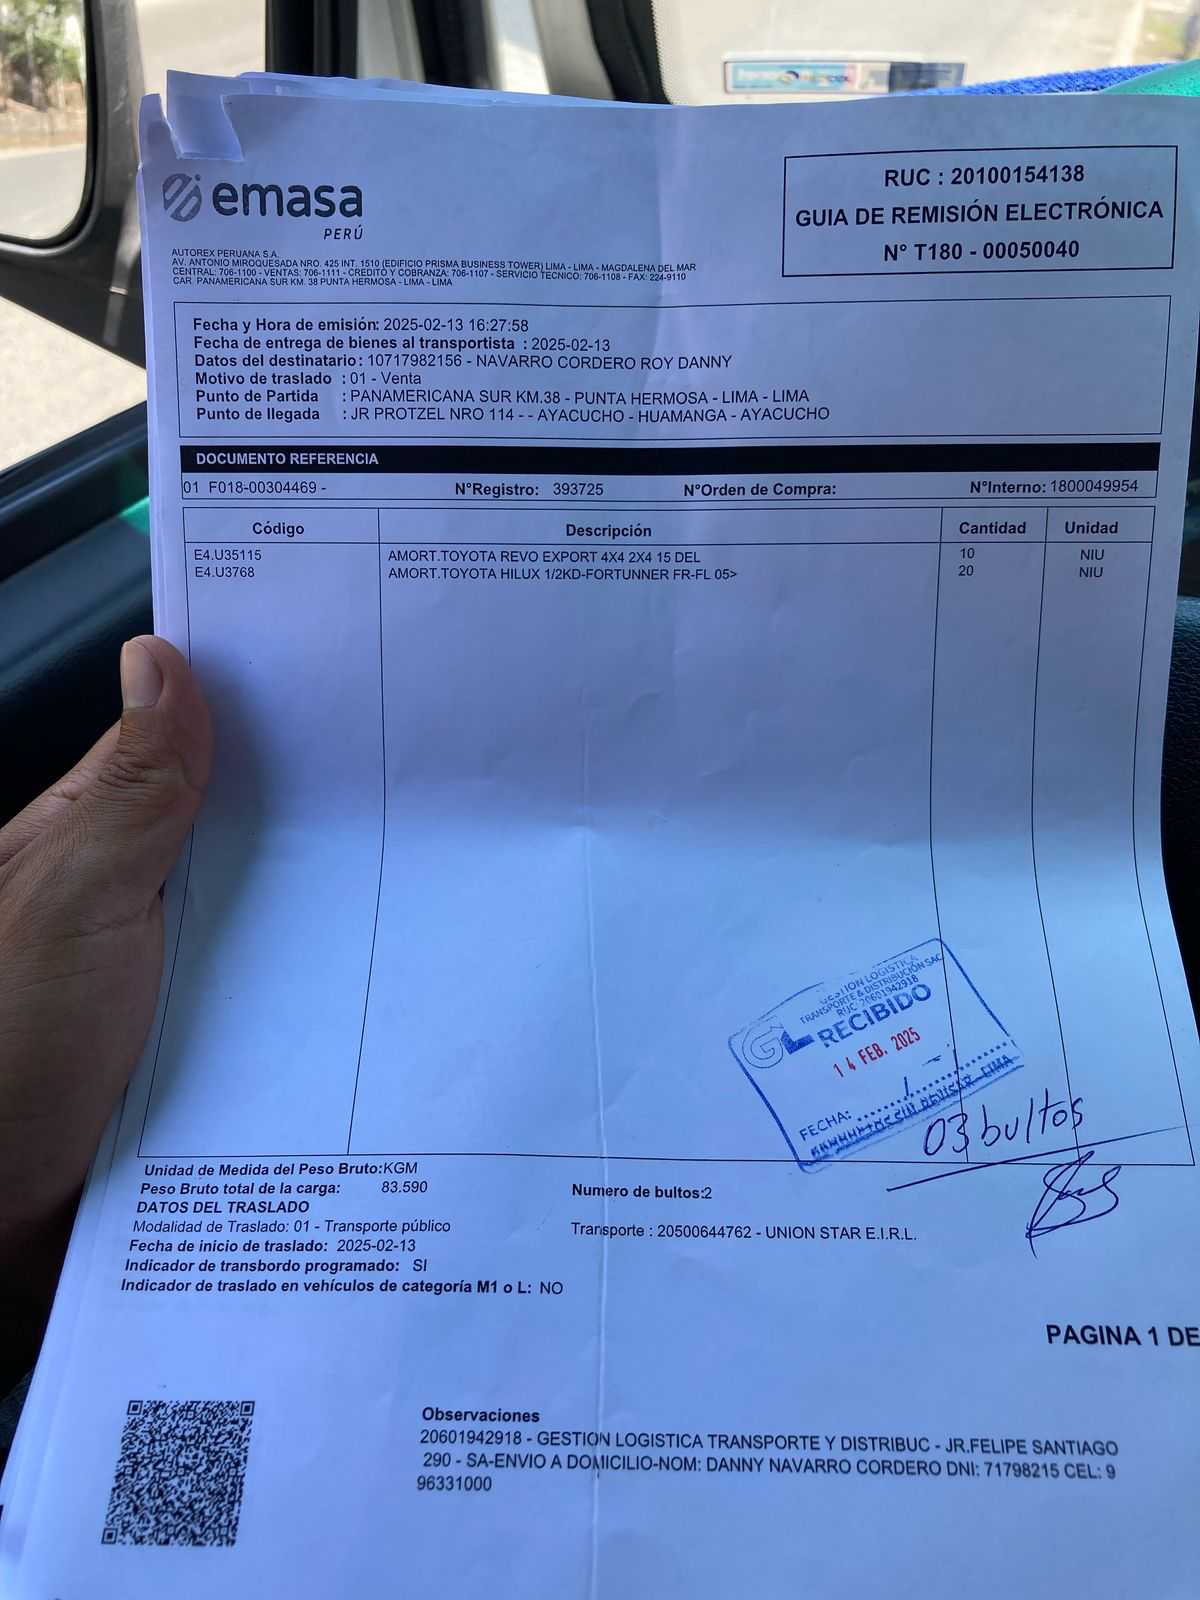 emasa
PERÚ
RUC : 20100154138
GUIA DE REMISIÓN ELECTRÓNICA
N° T180 - 00050040
AUTOREX PERUANA S.A.
AV. ANTONIO MIROQUESADA NRO. 425 INT. 1510 (EDIFICIO PRISMA BUSINESS TOWER) LIMA - LIMA - MAGDALENA DEL MAR
CENTRAL: 706-1100 - VENTAS: 706-1111 - CREDITO Y COBRANZA: 706-1107 - SERVICIO TECNICO: 706-1108 - FAX: 224-9110
CAR. PANAMERICANA SUR KM. 38 PUNTA HERMOSA - LIMA - LIMA
Fecha y Hora de emisión: 2025-02-13 16:27:58
Fecha de entrega de bienes al transportista : 2025-02-13
Datos del destinatario : 10717982156 - NAVARRO CORDERO ROY DANNY
Motivo de traslado : 01 - Venta
Punto de Partida : PANAMERICANA SUR KM.38 - PUNTA HERMOSA - LIMA - LIMA
Punto de llegada : JR PROTZEL NRO 114 - - AYACUCHO - HUAMANGA - AYACUCHO
DOCUMENTO REFERENCIA
01 F018-00304469 - N°Registro: 393725 N°Orden de Compra: N°Interno: 1800049954
Código Descripción Cantidad Unidad
E4.U35115 AMORT.TOYOTA REVO EXPORT 4X4 2X4 15 DEL 10 NIU
E4.U3768 AMORT.TOYOTA HILUX 1/2KD-FORTUNNER FR-FL 05> 20 NIU
GESTION LOGISTICA
TRANSPORTE & DISTRIBUCIÓN SAC
RUC: 20601942918
GL RECIBIDO
14 FEB. 2025
FECHA:
SIN REVISAR - LIMA
03 bultos
Unidad de Medida del Peso Bruto:KGM
Peso Bruto total de la carga: 83.590 Numero de bultos:2
DATOS DEL TRASLADO
Modalidad de Traslado: 01 - Transporte público Transporte : 20500644762 - UNION STAR E.I.R.L.
Fecha de inicio de traslado: 2025-02-13
Indicador de transbordo programado: SI
Indicador de traslado en vehículos de categoría M1 o L: NO
PAGINA 1 DE
Observaciones
20601942918 - GESTION LOGISTICA TRANSPORTE Y DISTRIBUC - JR.FELIPE SANTIAGO
290 - SA-ENVIO A DOMICILIO-NOM: DANNY NAVARRO CORDERO DNI: 71798215 CEL: 9
96331000